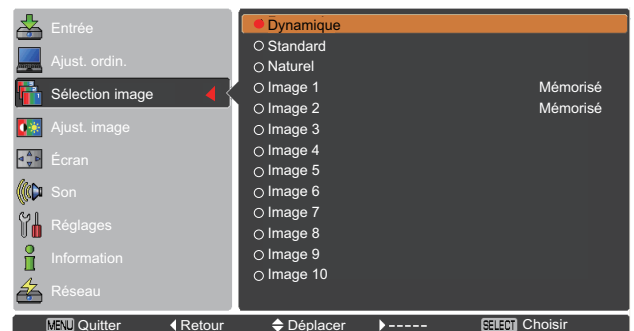 Entrée
Ajust. ordin.
Sélection image
Ajust. image
Écran
Son
Réglages
Information
Réseau
Dynamique
Standard
Naturel
Image 1 Mémorisé
Image 2 Mémorisé
Image 3
Image 4
Image 5
Image 6
Image 7
Image 8
Image 9
Image 10
MENU Quitter Retour Déplacer ----- SELECT Choisir